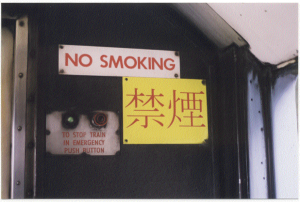 NO SMOKING
禁煙
TO STOP TRAIN
IN EMERGENCY
PUSH BUTTON